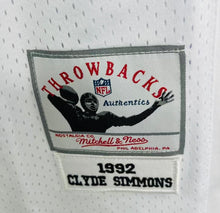 THROWBACKS
NFL
Authentics
NOSTALGIA CO.
Mitchell & Ness
PHILADELPHIA, PA
1992
CLYDE SIMMONS